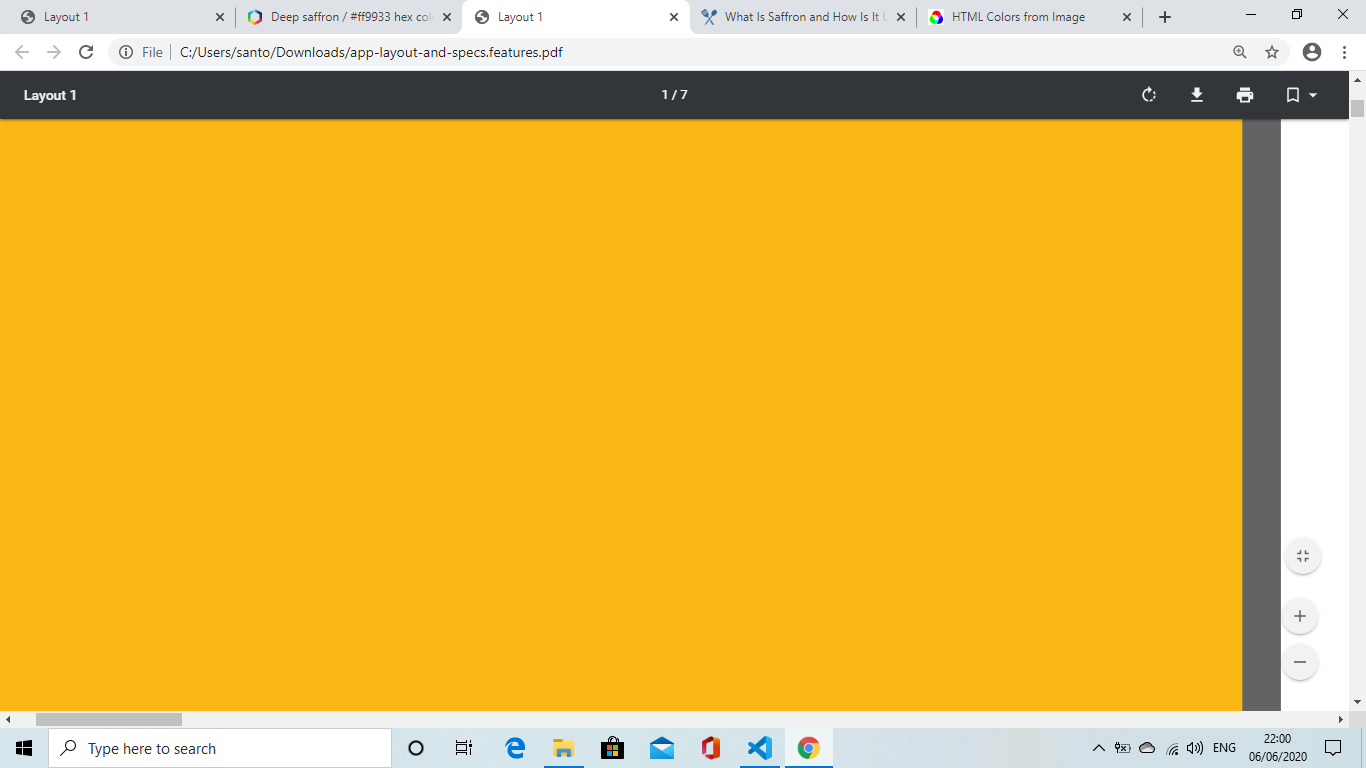 Layout 1
Deep saffron / #ff9933 hex col
Layout 1
What Is Saffron and How Is It U
HTML Colors from Image
File
C:/Users/santo/Downloads/app-layout-and-specs.features.pdf
Layout 1
1 / 7
Type here to search
ENG
22:00
06/06/2020